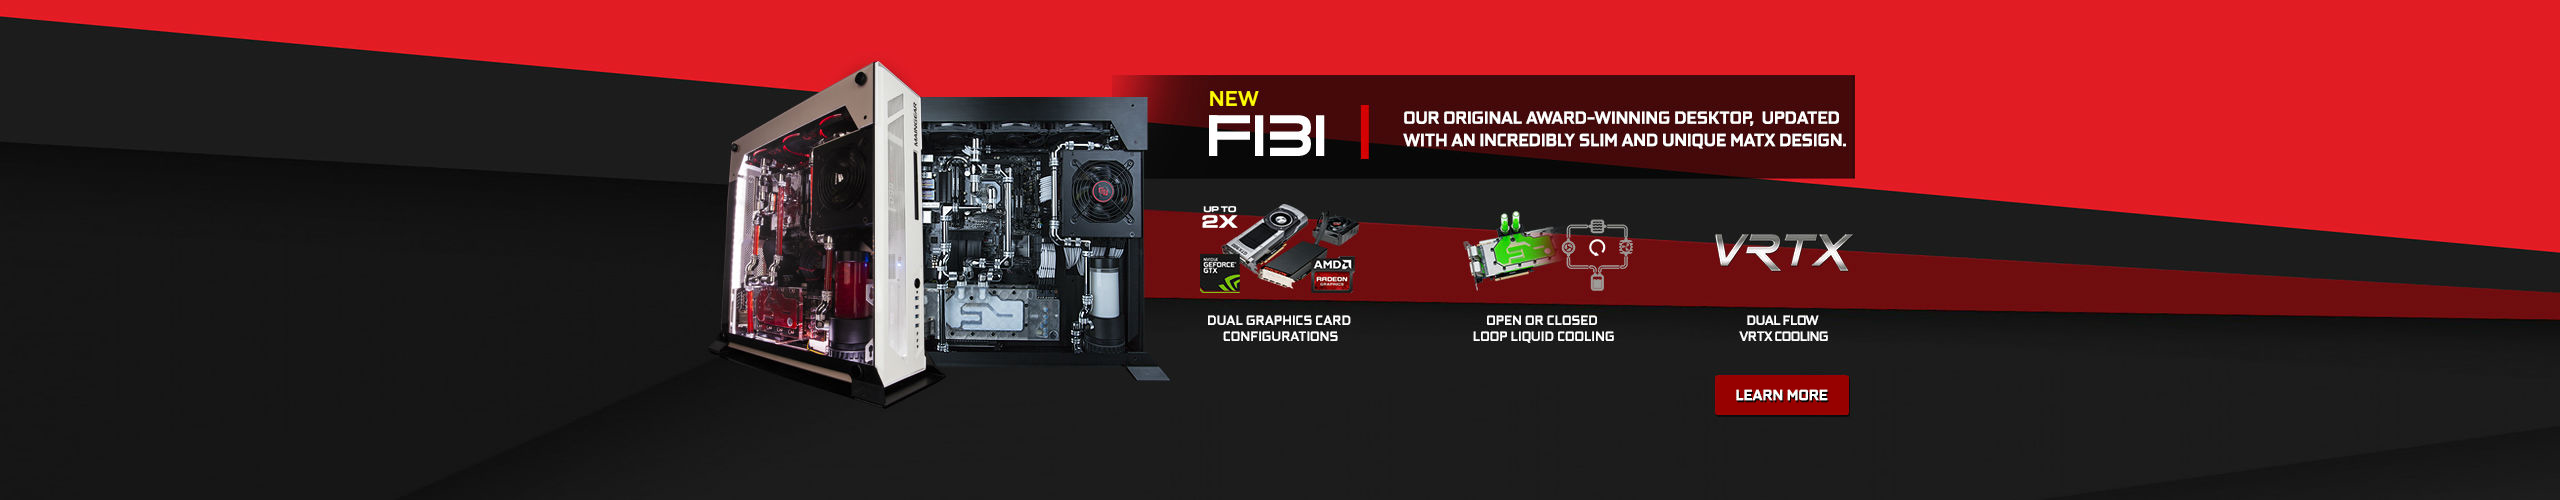 NEW
F131
OUR ORIGINAL AWARD-WINNING DESKTOP, UPDATED
WITH AN INCREDIBLY SLIM AND UNIQUE MATX DESIGN.
MAINGEAR
UP TO
2X
NVIDIA
GEFORCE
GTX
AMD
RADEON
GRAPHICS
VRTX
DUAL GRAPHICS CARD
CONFIGURATIONS
OPEN OR CLOSED
LOOP LIQUID COOLING
DUAL FLOW
VRTX COOLING
LEARN MORE